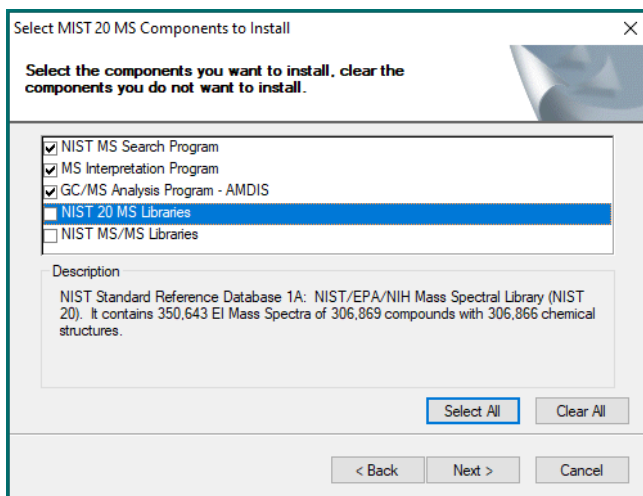 Select MIST 20 MS Components to Install
Select the components you want to install, clear the
components you do not want to install.
NIST MS Search Program
MS Interpretation Program
GC/MS Analysis Program - AMDIS
NIST 20 MS Libraries
NIST MS/MS Libraries
Description
NIST Standard Reference Database 1A:  NIST/EPA/NIH Mass Spectral Library (NIST
20).  It contains 350,643 EI Mass Spectra of 306,869 compounds with 306,866 chemical
structures.
Select All
Clear All
< Back
Next >
Cancel